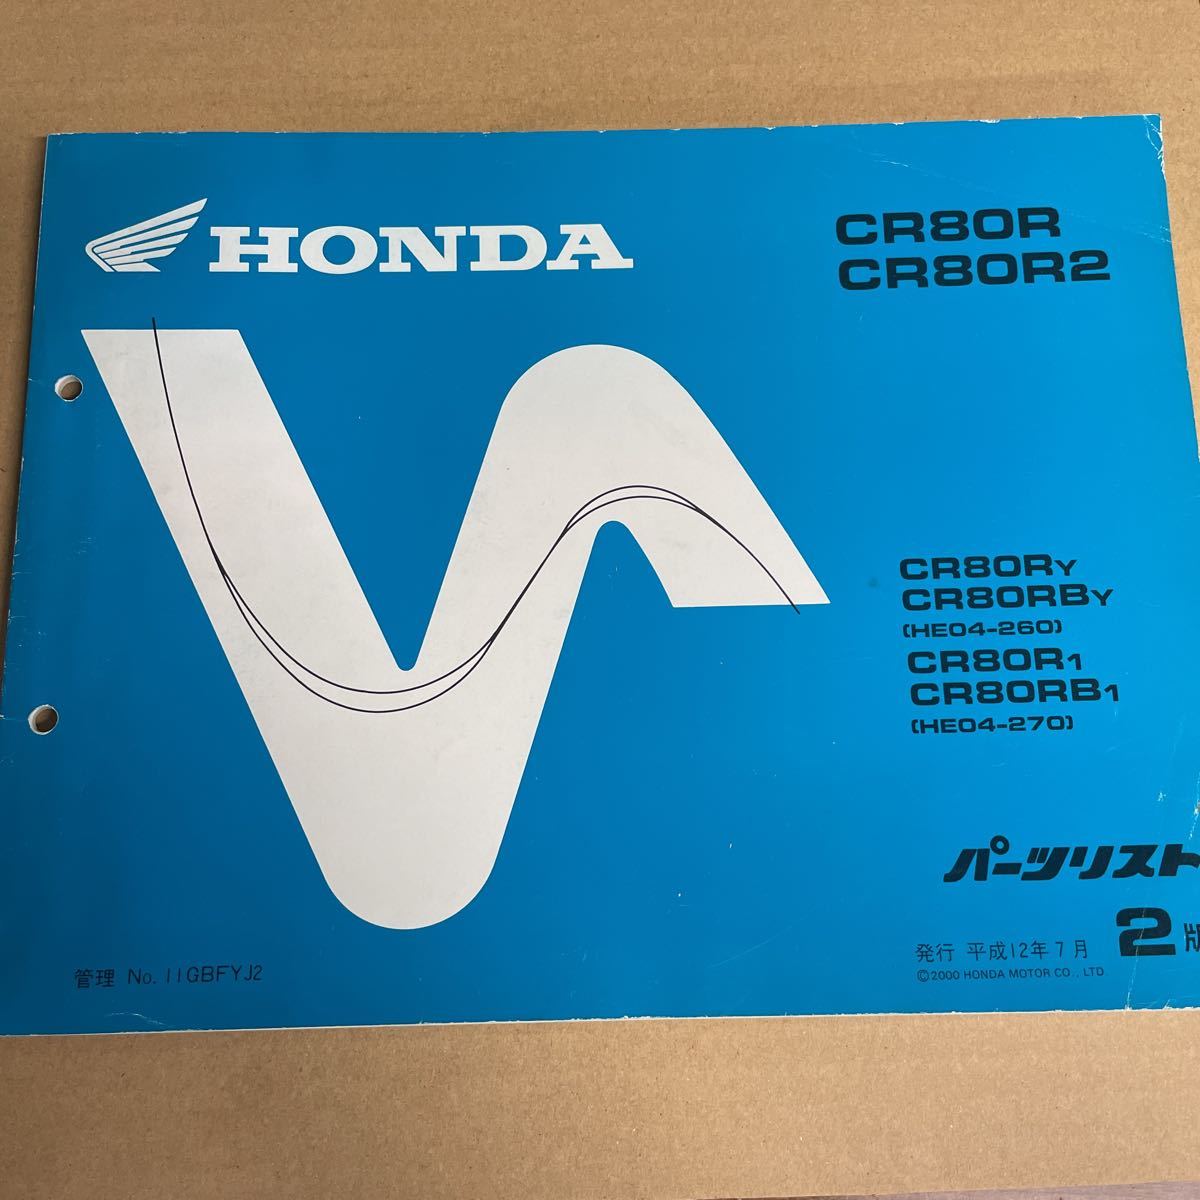 HONDA
CR80R
CR80R2
CR80RY
CR80RBY
(HE04-260)
CR80R1
CR80RB1
(HE04-270)
パーツリスト
2版
発行 平成12年7月
©2000 HONDA MOTOR CO., LTD.
管理 No. 11GBFYJ2